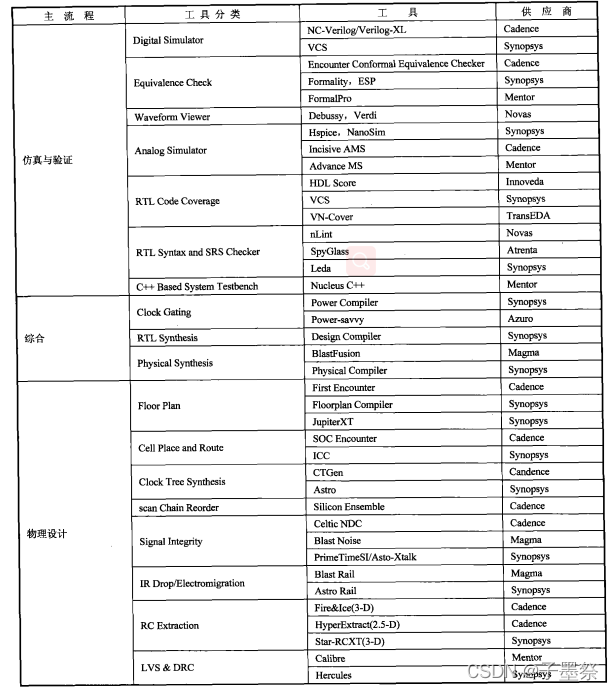 主 流 程 工 具 分 类 工 具 供 应 商
仿真与验证 Digital Simulator NC-Verilog/Verilog-XL Cadence
VCS Synopsys
Equivalence Check Encounter Conformal Equivalence Checker Cadence
Formality，ESP Synopsys
FormalPro Mentor
Waveform Viewer Debussy，Verdi Novas
Analog Simulator Hspice，NanoSim Synopsys
Incisive AMS Cadence
Advance MS Mentor
RTL Code Coverage HDL Score Innoveda
VCS Synopsys
VN-Cover TransEDA
RTL Syntax and SRS Checker nLint Novas
SpyGlass Atrenta
Leda Synopsys
C++ Based System Testbench Nucleus C++ Mentor
综合 Clock Gating Power Compiler Synopsys
Power-savvy Azuro
RTL Synthesis Design Compiler Synopsys
Physical Synthesis BlastFusion Magma
Physical Compiler Synopsys
物理设计 Floor Plan First Encounter Cadence
Floorplan Compiler Synopsys
JupiterXT Synopsys
Cell Place and Route SOC Encounter Cadence
ICC Synopsys
Clock Tree Synthesis CTGen Candence
Astro Synopsys
scan Chain Reorder Silicon Ensemble Cadence
Signal Integrity Celtic NDC Cadence
Blast Noise Magma
PrimeTimeSI/Asto-Xtalk Synopsys
IR Drop/Electromigration Blast Rail Magma
Astro Rail Synopsys
RC Extraction Fire&Ice(3-D) Cadence
HyperExtract(2.5-D) Cadence
Star-RCXT(3-D) Synopsys
LVS & DRC Calibre Mentor
Hercules Synopsys
CSDN @子墨祭